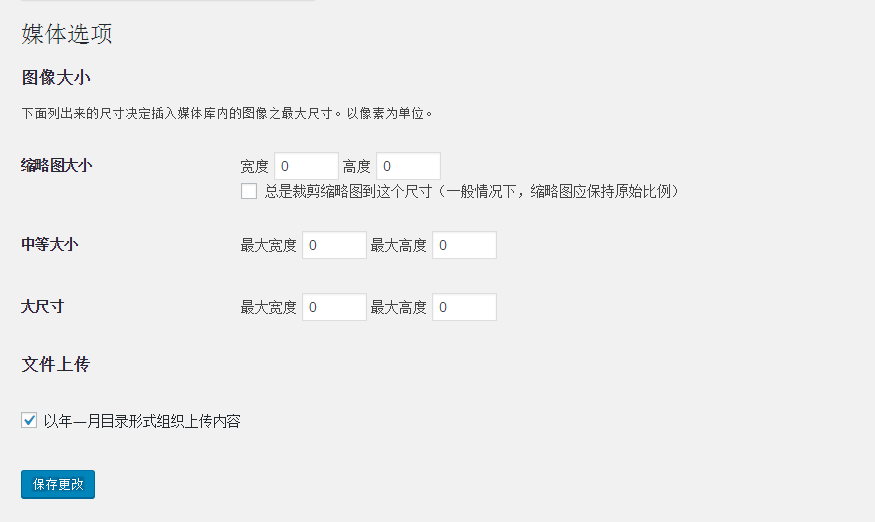 媒体选项
图像大小
下面列出来的尺寸决定插入媒体库内的图像之最大尺寸。以像素为单位。
缩略图大小 宽度 0 高度 0
总是裁剪缩略图到这个尺寸（一般情况下，缩略图应保持原始比例）
中等大小 最大宽度 0 最大高度 0
大尺寸 最大宽度 0 最大高度 0
文件上传
以年—月目录形式组织上传内容
保存更改